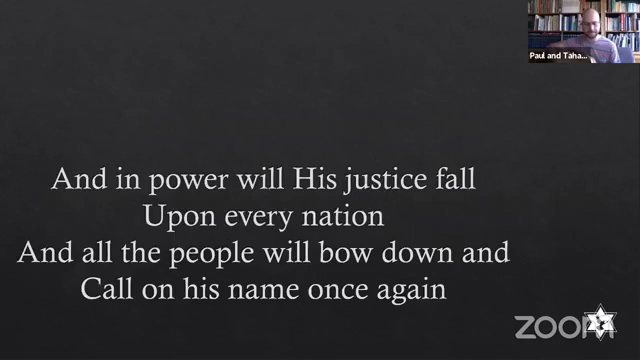 Paul and Taha...
And in power will His justice fall
Upon every nation
And all the people will bow down and
Call on his name once again
zoom